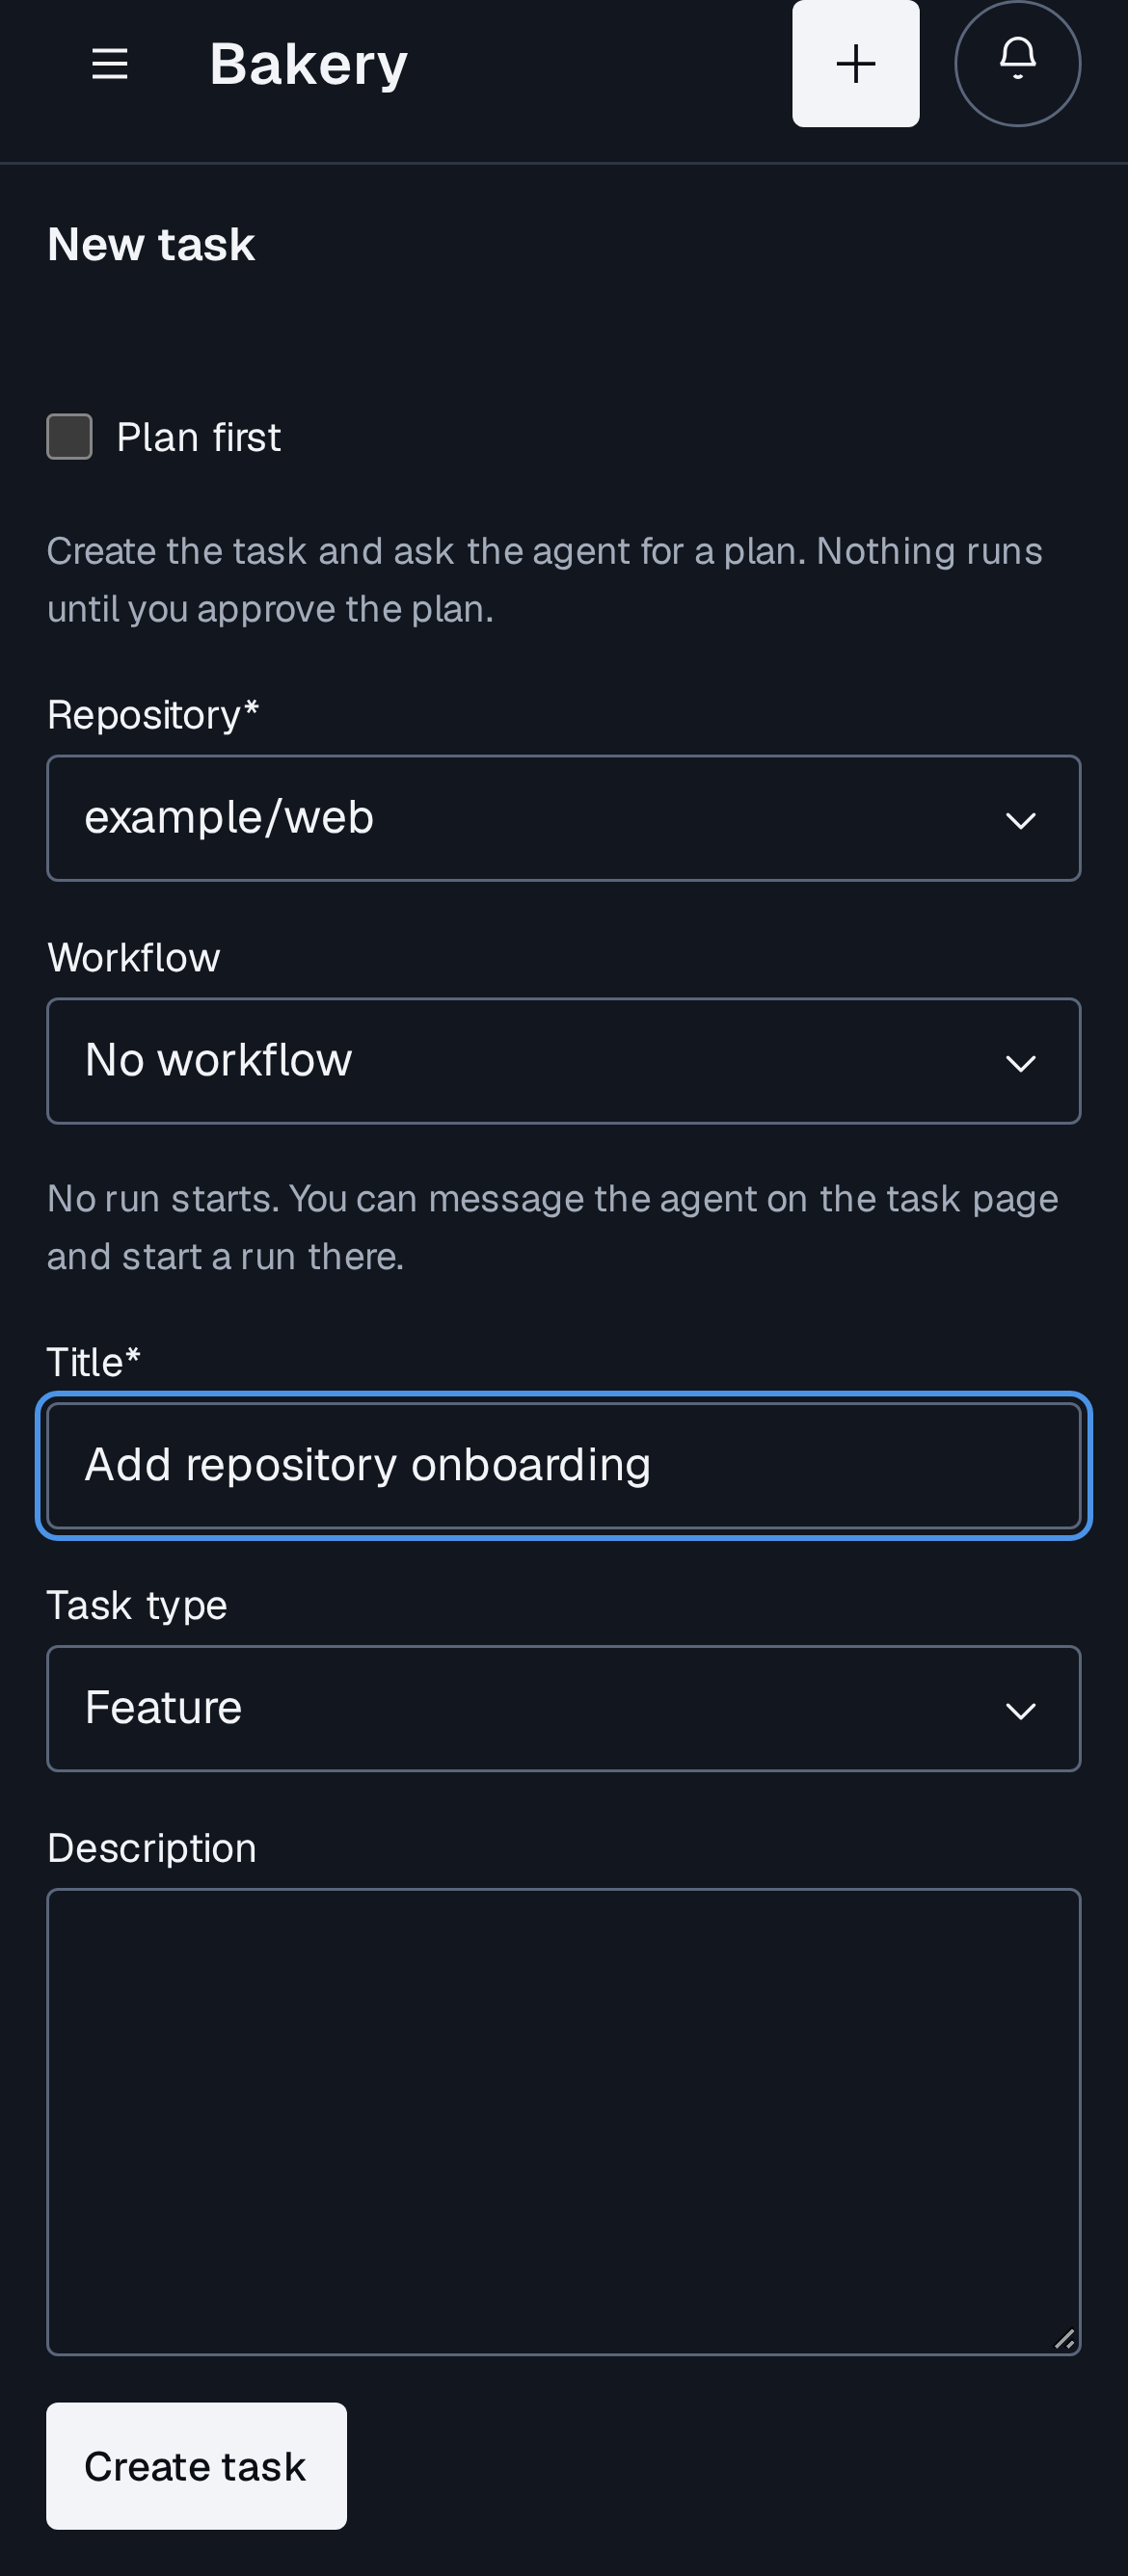 Bakery
New task
Plan first
Create the task and ask the agent for a plan. Nothing runs
until you approve the plan.
Repository*
example/web
Workflow
No workflow
No run starts. You can message the agent on the task page
and start a run there.
Title*
Add repository onboarding
Task type
Feature
Description
Create task